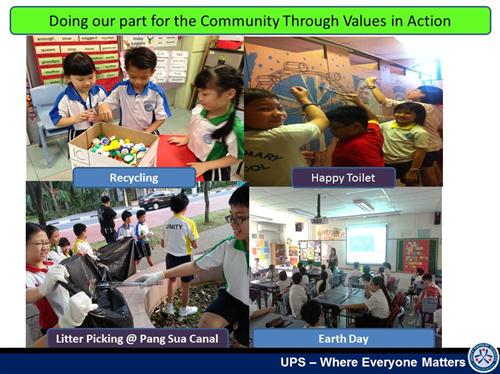 Doing our part for the Community Through Values in Action
Recycling
Happy Toilet
UNITY
Litter Picking @ Pang Sua Canal
Earth Day
UPS – Where Everyone Matters